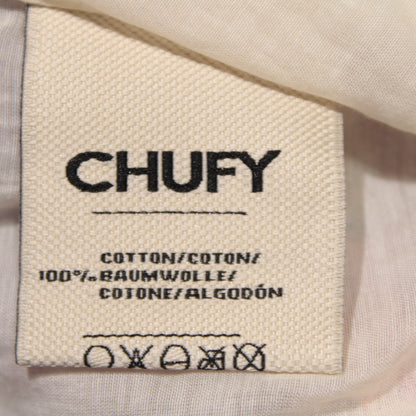 CHUFY
COTTON/COTON/
100% BAUMWOLLE/
COTONE/ALGODÓN